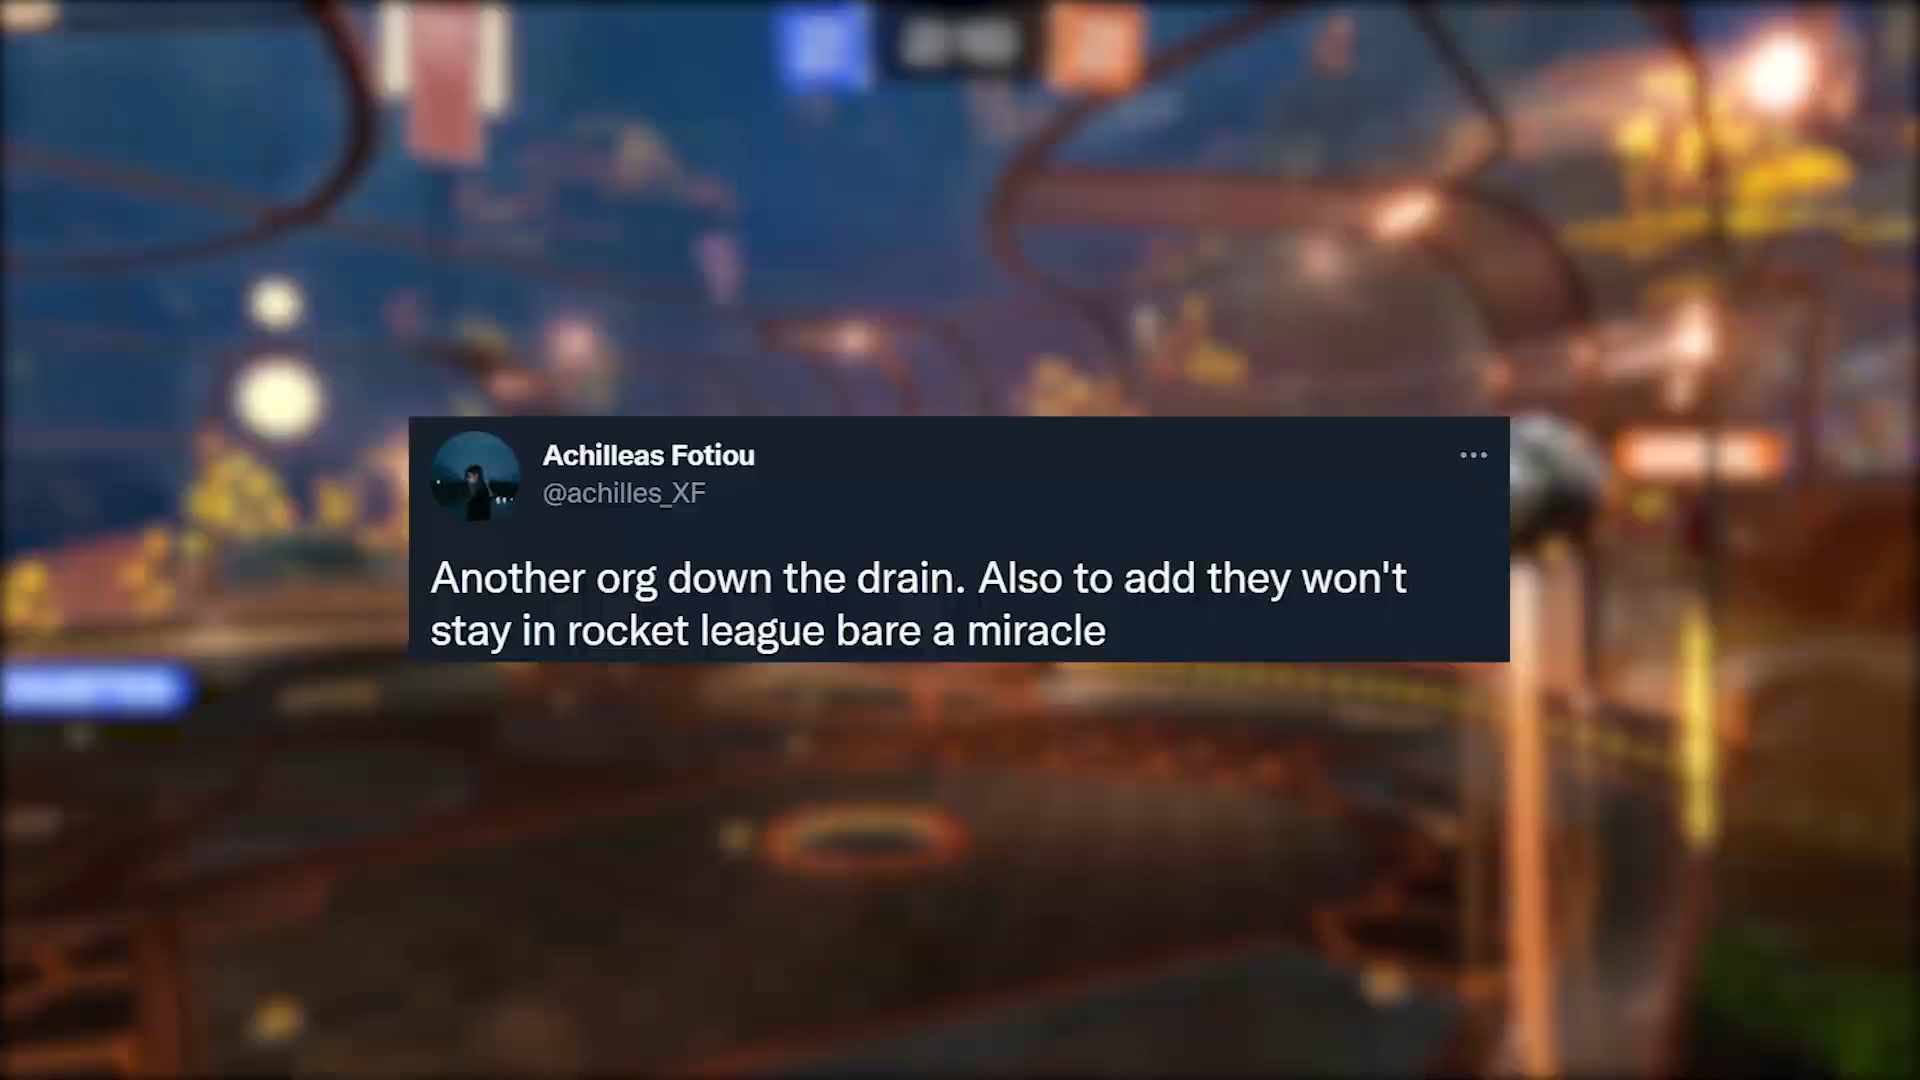 Achilleas Fotiou
@achilles_XF
Another org down the drain. Also to add they won't
stay in rocket league bare a miracle